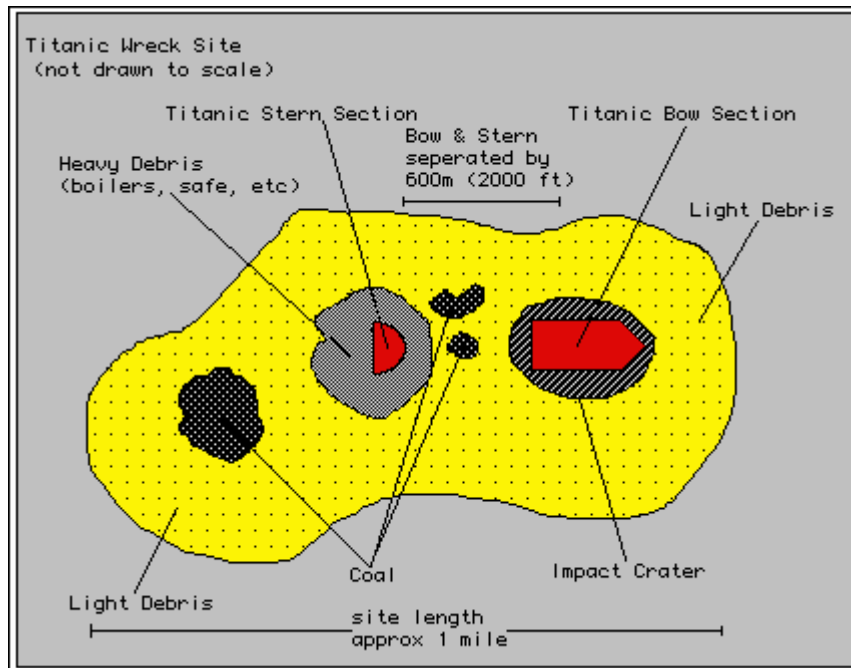 Titanic Wreck Site
(not drawn to scale)
Titanic Stern Section
Titanic Bow Section
Bow & Stern
seperated by
600m (2000 ft)
Heavy Debris
(boilers, safe, etc)
Light Debris
Coal
Impact Crater
Light Debris
site length
approx 1 mile